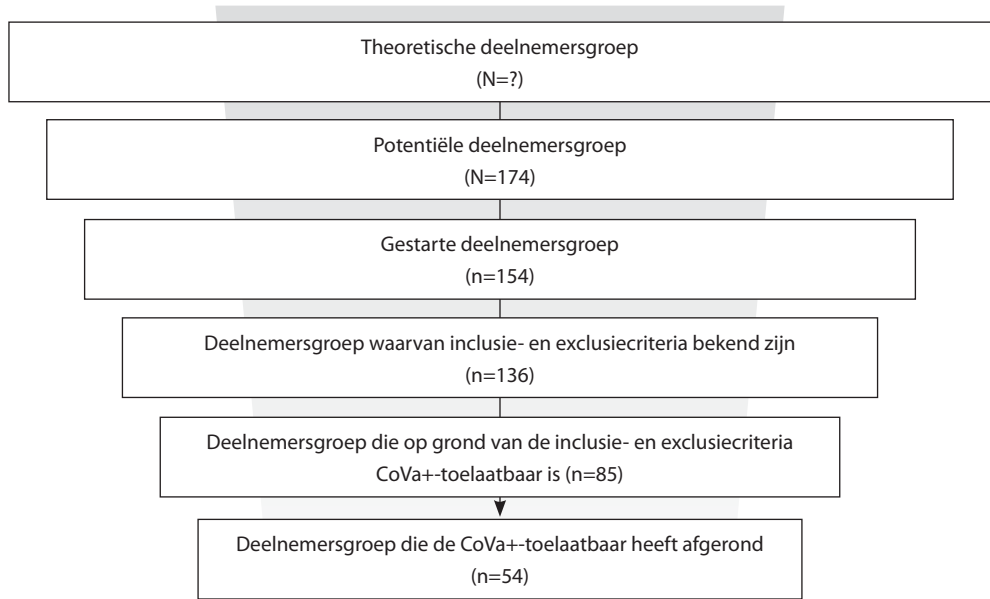 Theoretische deelnemersgroep
(N=?)
Potentiële deelnemersgroep
(N=174)
Gestarte deelnemersgroep
(n=154)
Deelnemersgroep waarvan inclusie- en exclusiecriteria bekend zijn
(n=136)
Deelnemersgroep die op grond van de inclusie- en exclusiecriteria
CoVa+-toelaatbaar is (n=85)
Deelnemersgroep die de CoVa+-toelaatbaar heeft afgerond
(n=54)